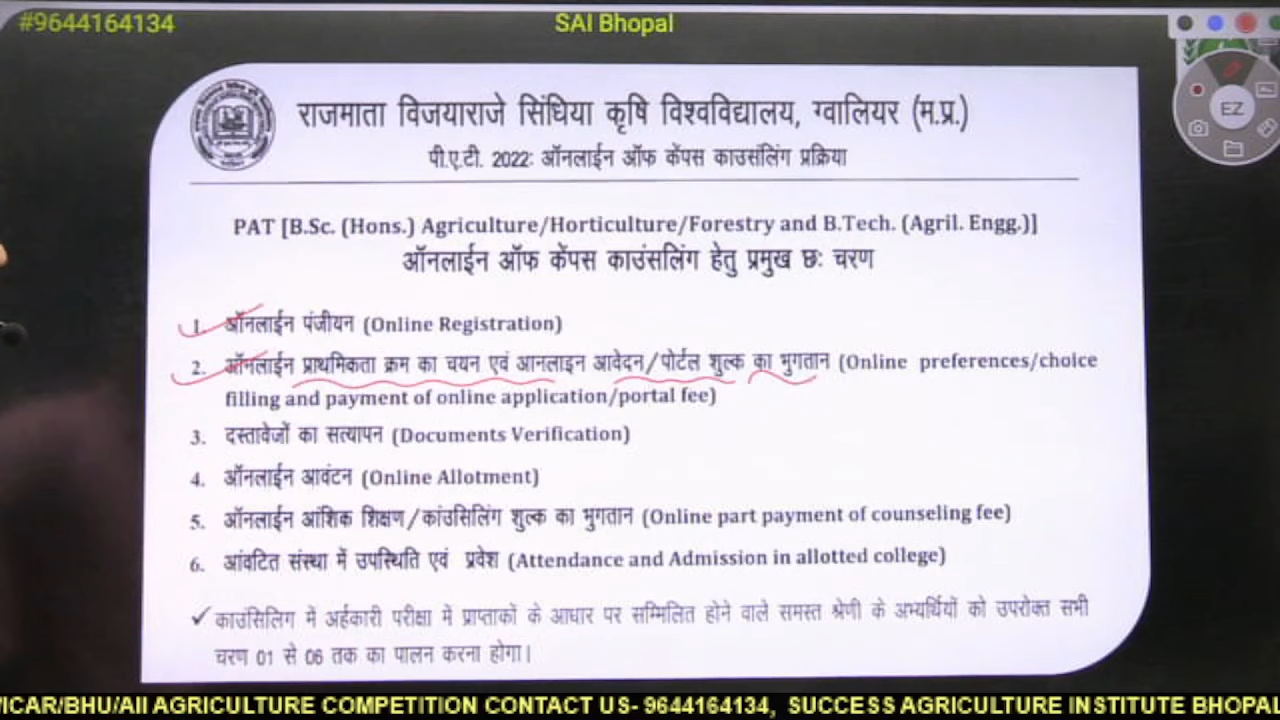 #9644164134
SAI Bhopal
EZ
राजमाता विजयाराजे सिंधिया कृषि विश्वविद्यालय, ग्वालियर (म.प्र.)
पी.ए.टी. 2022: ऑनलाईन ऑफ केंपस काउसंलिंग प्रक्रिया
PAT [B.Sc. (Hons.) Agriculture/Horticulture/Forestry and B.Tech. (Agril. Engg.)]
ऑनलाईन ऑफ केंपस काउंसलिंग हेतु प्रमुख छः चरण
1. ऑनलाईन पंजीयन (Online Registration)
2. ऑनलाईन प्राथमिकता क्रम का चयन एवं आनलाइन आवेदन/पोर्टल शुल्क का भुगतान (Online preferences/choice
filling and payment of online application/portal fee)
3. दस्तावेजों का सत्यापन (Documents Verification)
4. ऑनलाईन आवंटन (Online Allotment)
5. ऑनलाईन आंशिक शिक्षण/कांउसिलिंग शुल्क का भुगतान (Online part payment of counseling fee)
6. आंवटित संस्था में उपस्थिति एवं प्रवेश (Attendance and Admission in allotted college)
✓ काउंसिलिग में अर्हकारी परीक्षा में प्राप्ताकों के आधार पर सम्मिलित होने वाले समस्त श्रेणी के अभ्यर्थियों को उपरोक्त सभी
चरण 01 से 06 तक का पालन करना होगा।
/ICAR/BHU/All AGRICULTURE COMPETITION CONTACT US- 9644164134, SUCCESS AGRICULTURE INSTITUTE BHOPAL